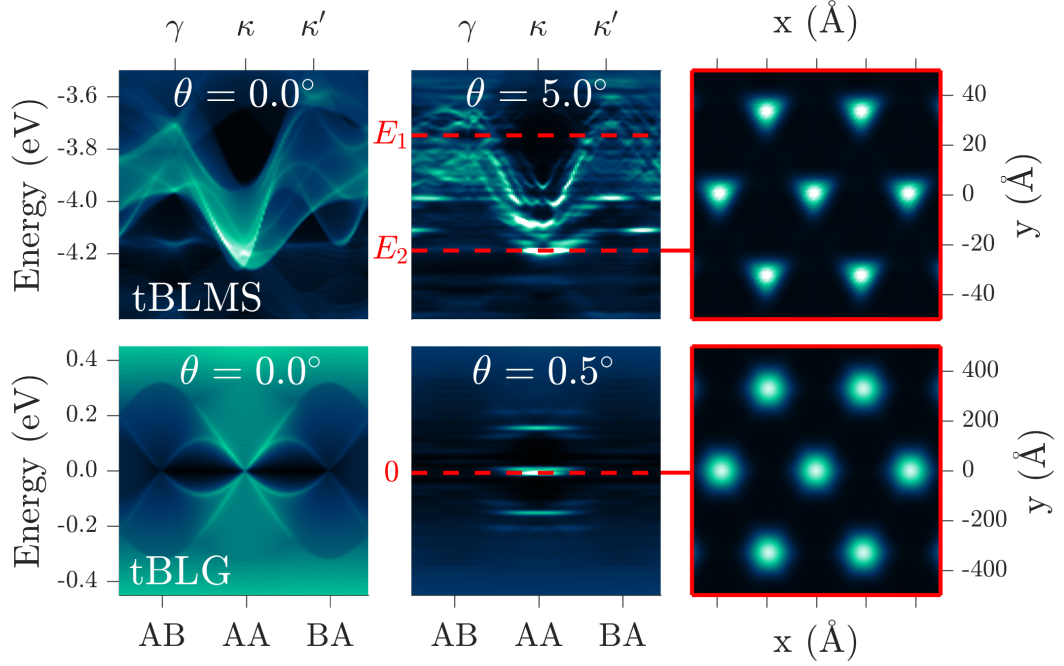 γ κ κ′ γ κ κ′ x (Å)
θ = 0.0° θ = 5.0°
Energy (eV) -3.6 -3.8 -4.0 -4.2
E₁
E₂
tBLMS
40 20 0 -20 -40 y (Å)
θ = 0.0° θ = 0.5°
Energy (eV) 0.4 0.2 0.0 -0.2 -0.4
0
tBLG
400 200 0 -200 -400 y (Å)
AB AA BA AB AA BA x (Å)